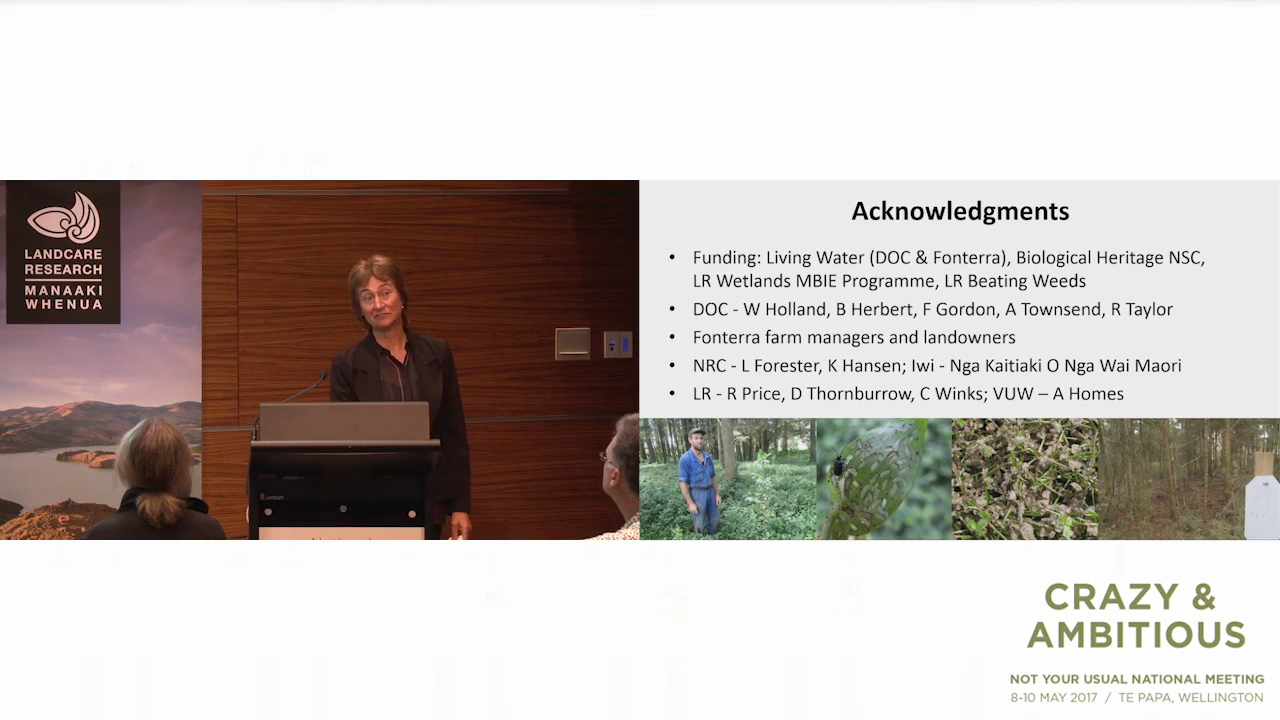 LANDCARE
RESEARCH
MANAAKI
WHENUA
Lectrum
Acknowledgments
• Funding: Living Water (DOC & Fonterra), Biological Heritage NSC,
LR Wetlands MBIE Programme, LR Beating Weeds
• DOC - W Holland, B Herbert, F Gordon, A Townsend, R Taylor
• Fonterra farm managers and landowners
• NRC - L Forester, K Hansen; Iwi - Nga Kaitiaki O Nga Wai Maori
• LR - R Price, D Thornburrow, C Winks; VUW – A Homes
CRAZY &
AMBITIOUS
NOT YOUR USUAL NATIONAL MEETING
8-10 MAY 2017 / TE PAPA, WELLINGTON